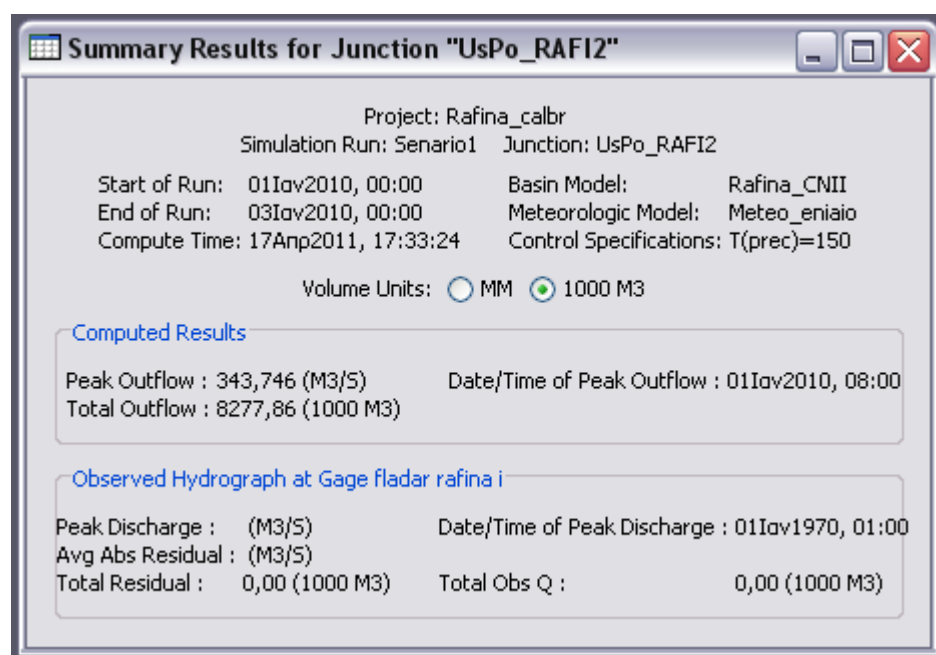 Summary Results for Junction "UsPo_RAFI2"
Project: Rafina_calbr
Simulation Run: Senario1 Junction: UsPo_RAFI2
Start of Run: 01Ιαν2010, 00:00 Basin Model: Rafina_CNII
End of Run: 03Ιαν2010, 00:00 Meteorologic Model: Meteo_eniaio
Compute Time: 17Απρ2011, 17:33:24 Control Specifications: T(prec)=150
Volume Units: MM 1000 M3
Computed Results
Peak Outflow : 343,746 (M3/S) Date/Time of Peak Outflow : 01Ιαν2010, 08:00
Total Outflow : 8277,86 (1000 M3)
Observed Hydrograph at Gage fladar rafina i
Peak Discharge : (M3/S) Date/Time of Peak Discharge : 01Ιαν1970, 01:00
Avg Abs Residual : (M3/S)
Total Residual : 0,00 (1000 M3) Total Obs Q : 0,00 (1000 M3)